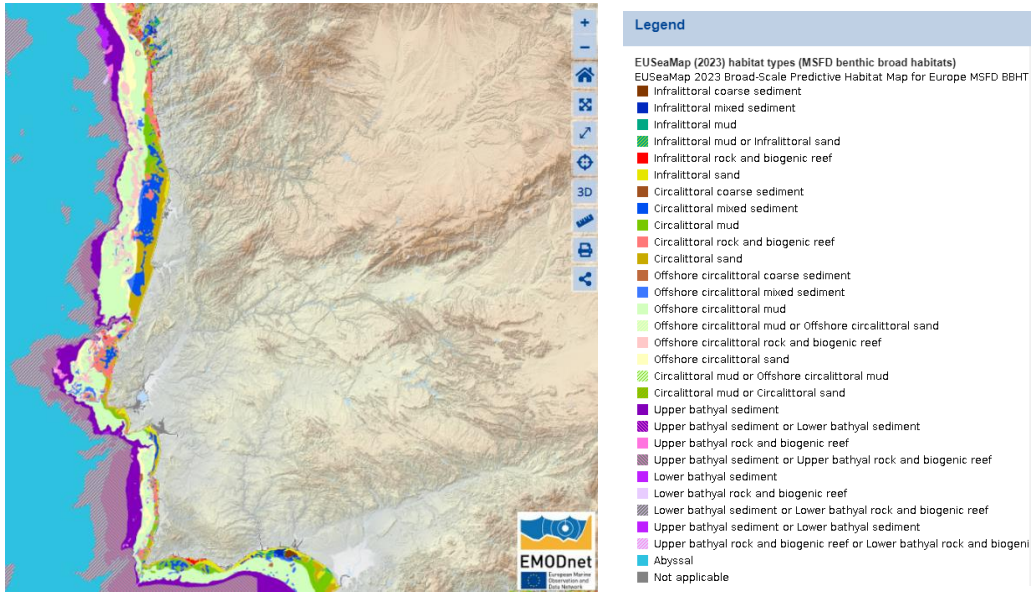 3D
EMODnet
European Marine
Observation and
Data Network
Legend
EUSeaMap (2023) habitat types (MSFD benthic broad habitats)
EUSeaMap 2023 Broad-Scale Predictive Habitat Map for Europe MSFD BBHT
Infralittoral coarse sediment
Infralittoral mixed sediment
Infralittoral mud
Infralittoral mud or Infralittoral sand
Infralittoral rock and biogenic reef
Infralittoral sand
Circalittoral coarse sediment
Circalittoral mixed sediment
Circalittoral mud
Circalittoral rock and biogenic reef
Circalittoral sand
Offshore circalittoral coarse sediment
Offshore circalittoral mixed sediment
Offshore circalittoral mud
Offshore circalittoral mud or Offshore circalittoral sand
Offshore circalittoral rock and biogenic reef
Offshore circalittoral sand
Circalittoral mud or Offshore circalittoral mud
Circalittoral mud or Circalittoral sand
Upper bathyal sediment
Upper bathyal sediment or Lower bathyal sediment
Upper bathyal rock and biogenic reef
Upper bathyal sediment or Upper bathyal rock and biogenic reef
Lower bathyal sediment
Lower bathyal rock and biogenic reef
Lower bathyal sediment or Lower bathyal rock and biogenic reef
Upper bathyal sediment or Lower bathyal sediment
Upper bathyal rock and biogenic reef or Lower bathyal rock and biogeni
Abyssal
Not applicable